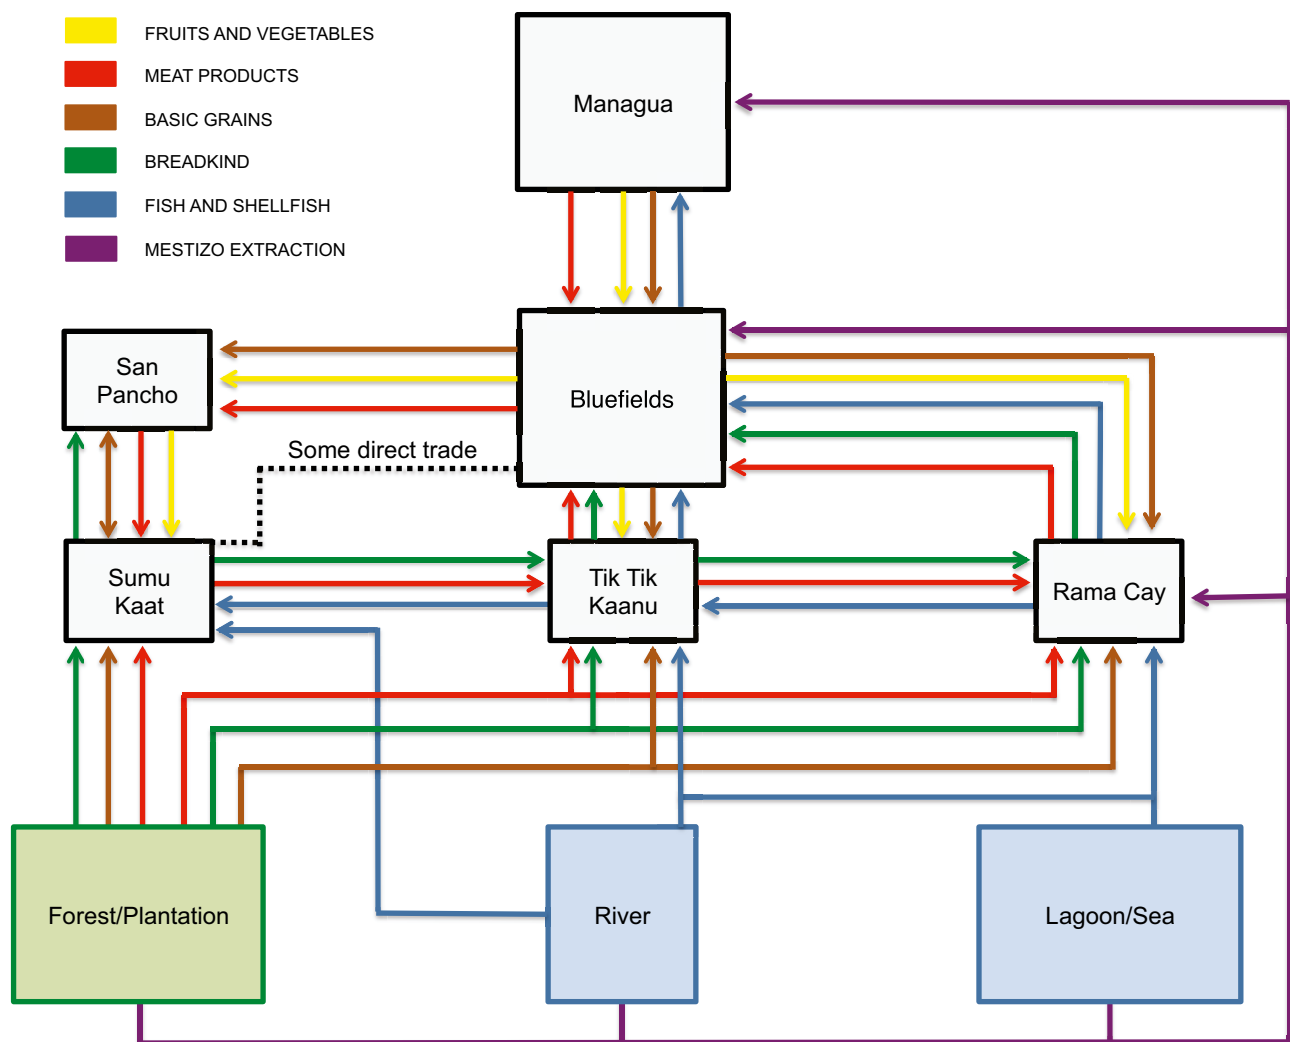 FRUITS AND VEGETABLES
MEAT PRODUCTS
BASIC GRAINS
BREADKIND
FISH AND SHELLFISH
MESTIZO EXTRACTION
Managua
San
Pancho
Bluefields
Some direct trade
Sumu
Kaat
Tik Tik
Kaanu
Rama Cay
Forest/Plantation
River
Lagoon/Sea